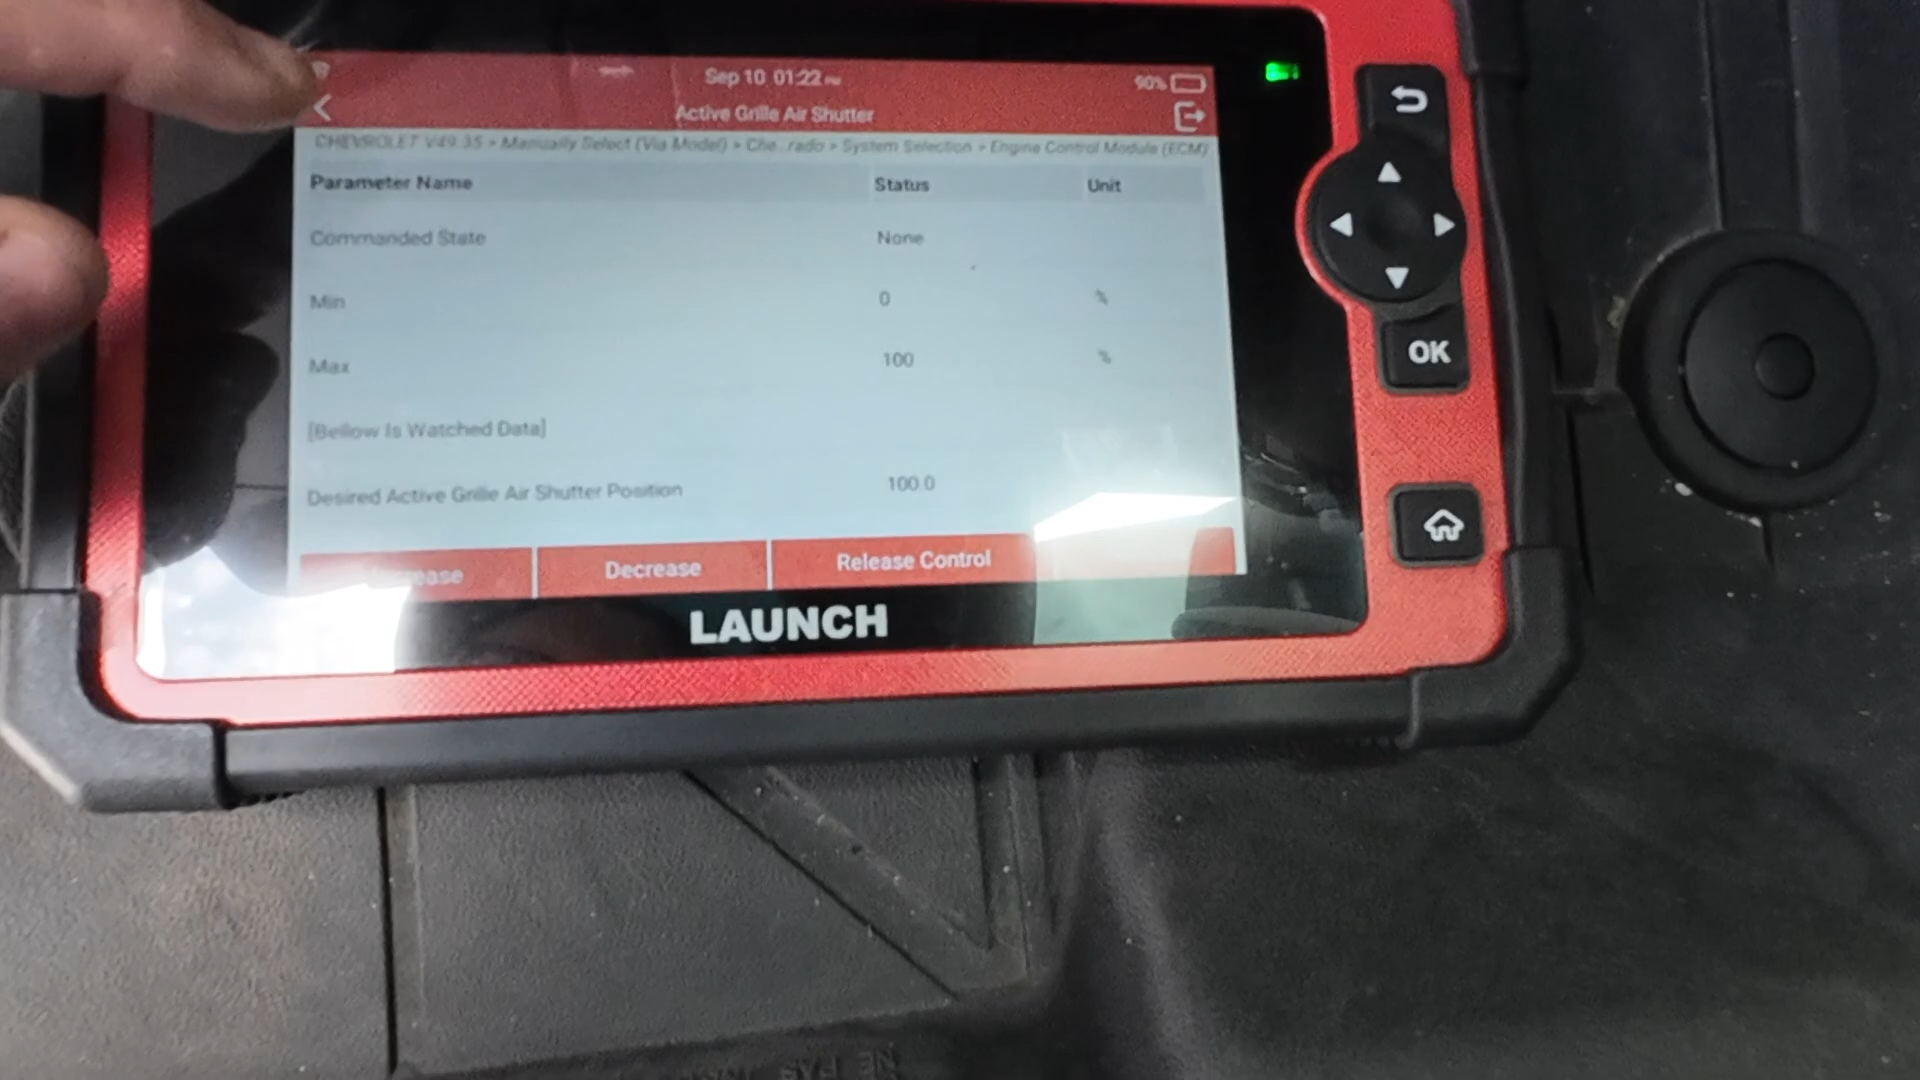 Sep 10 01:22 PM 90%
Active Grille Air Shutter
CHEVROLET V49.35 > Manually Select (Via Model) > Che...rado > System Selection > Engine Control Module (ECM)
Parameter Name Status Unit
Commanded State None
Min 0 %
Max 100 %
[Bellow Is Watched Data]
Desired Active Grille Air Shutter Position 100.0
ease Decrease Release Control
LAUNCH
OK